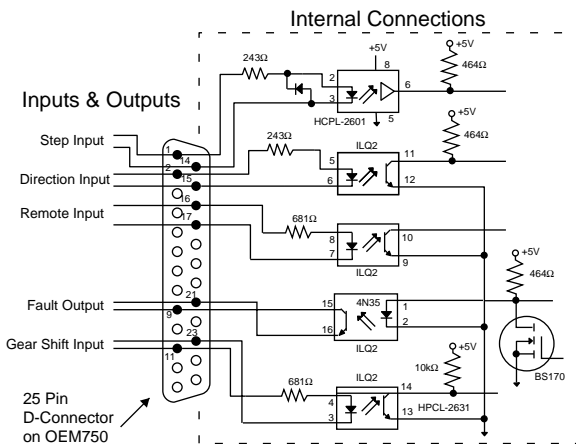 Internal Connections
Inputs & Outputs
+5V
8
+5V
464Ω
243Ω
2
3
6
5
HCPL-2601
+5V
464Ω
Step Input
1
14
2
Direction Input
15
243Ω
ILQ2
5
6
11
12
16
Remote Input
17
681Ω
8
7
10
9
ILQ2
+5V
464Ω
BS170
21
Fault Output
9
15
16
4N35
1
2
ILQ2
23
Gear Shift Input
11
681Ω
ILQ2
4
3
14
13
10kΩ
+5V
HPCL-2631
25 Pin
D-Connector
on OEM750